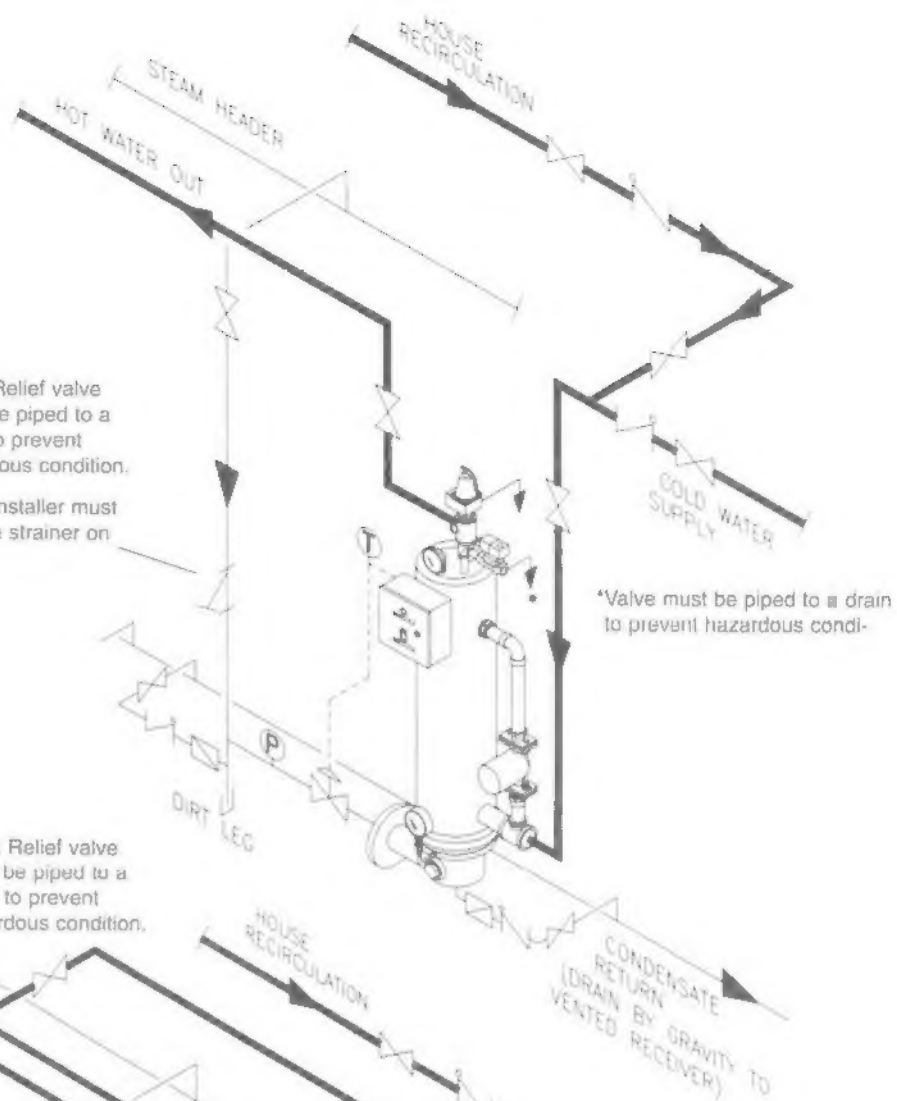 HOUSE
RECIRCULATION
STEAM HEADER
HOT WATER OUT
Relief valve
e piped to a
o prevent
ous condition.
nstaller must
e strainer on
T
COLD WATER
SUPPLY
*
*Valve must be piped to a drain
to prevent hazardous condi-
P
DIRT LEG
Relief valve
be piped to a
to prevent
rdous condition.
HOUSE
RECIRCULATION
CONDENSATE
RETURN
(DRAIN BY GRAVITY TO
VENTED RECEIVER)